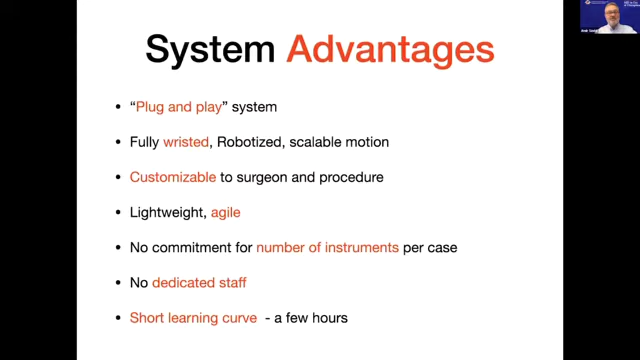 System Advantages
• “Plug and play” system
• Fully wristed, Robotized, scalable motion
• Customizable to surgeon and procedure
• Lightweight, agile
• No commitment for number of instruments per case
• No dedicated staff
• Short learning curve - a few hours